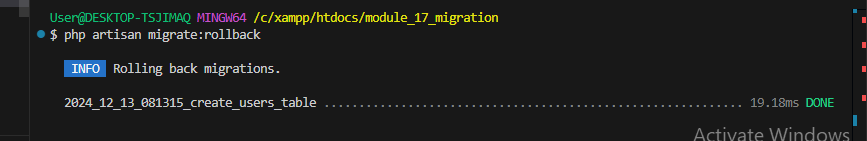 User@DESKTOP-TSJIMAQ MINGW64 /c/xampp/htdocs/module_17_migration
$ php artisan migrate:rollback
INFO Rolling back migrations.
2024_12_13_081315_create_users_table ................................................................ 19.18ms DONE
Activate Windows